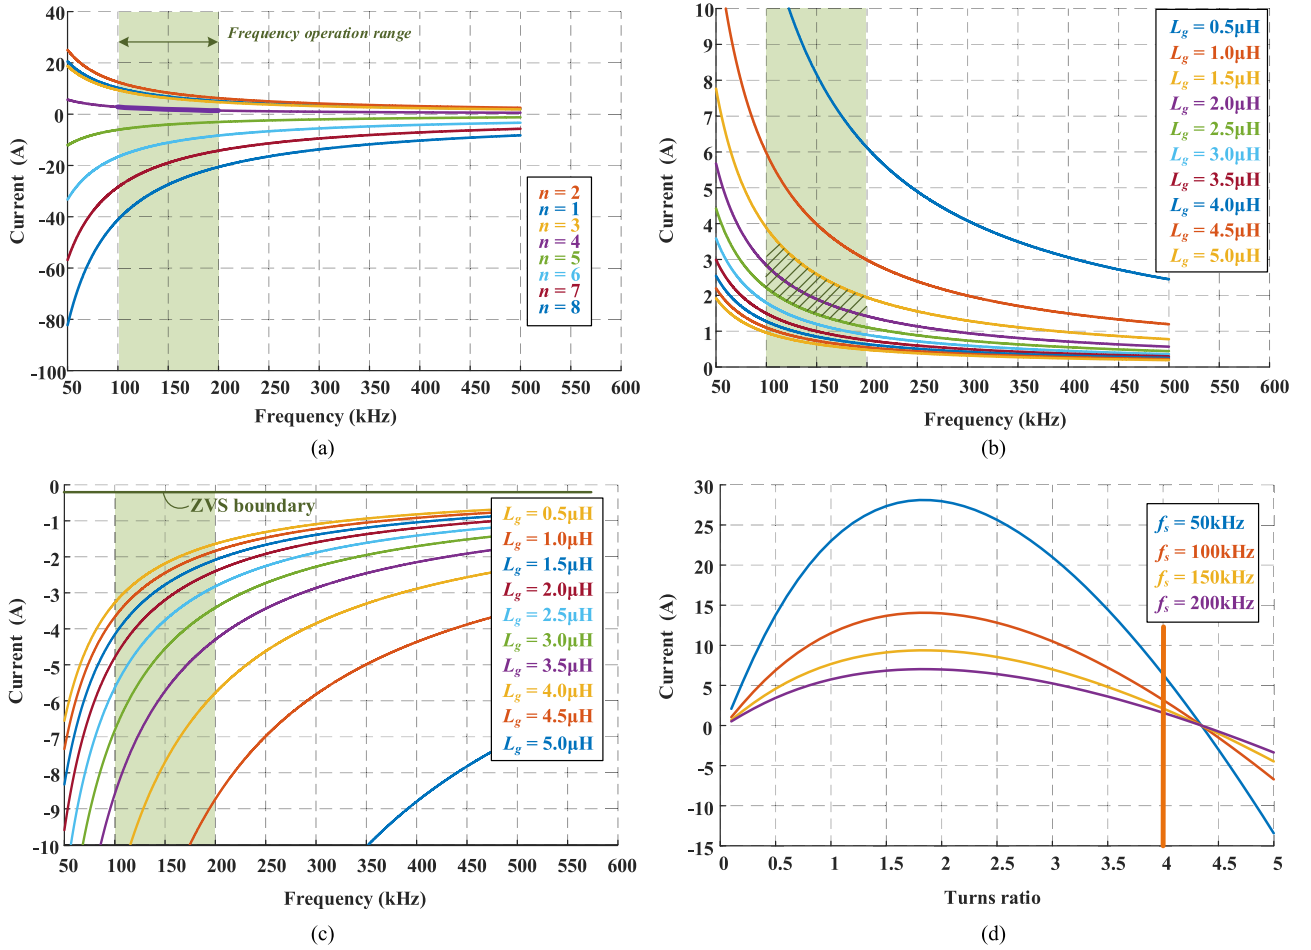 40
20
0
-20
-40
-60
-80
-100
50
100
150
200
250
300
350
400
450
500
550
600
Current (A)
Frequency (kHz)
Frequency operation range
n = 2
n = 1
n = 3
n = 4
n = 5
n = 6
n = 7
n = 8
(a)
10
9
8
7
6
5
4
3
2
1
0
50
100
150
200
250
300
350
400
450
500
550
600
Current (A)
Frequency (kHz)
Lg = 0.5μH
Lg = 1.0μH
Lg = 1.5μH
Lg = 2.0μH
Lg = 2.5μH
Lg = 3.0μH
Lg = 3.5μH
Lg = 4.0μH
Lg = 4.5μH
Lg = 5.0μH
(b)
0
-1
-2
-3
-4
-5
-6
-7
-8
-9
-10
50
100
150
200
250
300
350
400
450
500
550
600
Current (A)
Frequency (kHz)
ZVS boundary
Lg = 0.5μH
Lg = 1.0μH
Lg = 1.5μH
Lg = 2.0μH
Lg = 2.5μH
Lg = 3.0μH
Lg = 3.5μH
Lg = 4.0μH
Lg = 4.5μH
Lg = 5.0μH
(c)
30
25
20
15
10
5
0
-5
-10
-15
0
0.5
1
1.5
2
2.5
3
3.5
4
4.5
5
Current (A)
Turns ratio
fs = 50kHz
fs = 100kHz
fs = 150kHz
fs = 200kHz
(d)